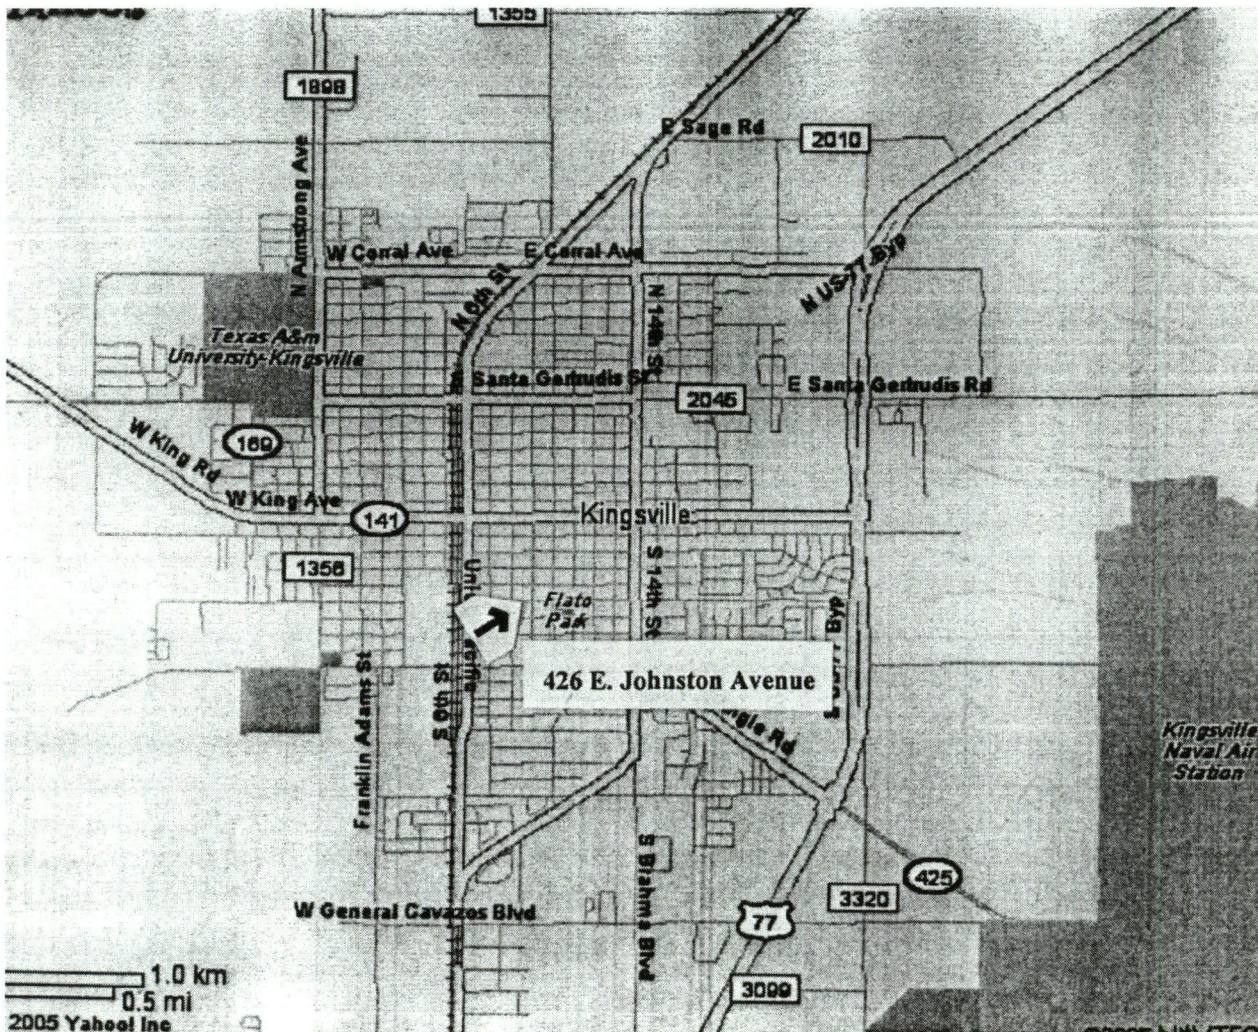 1355
1898
E Sage Rd
2010
N Armstrong Ave
W Corral Ave
E Corral Ave
N US-77 Byp
N 6th St
N 14th St
Texas A&m
University-Kingsville
Santa Gertrudis St
E Santa Gertrudis Rd
2045
W King Rd
169
W King Ave
141
Kingsville
1356
S 14th St
Flato
Park
Byp
426 E. Johnston Avenue
S 6th St
Franklin Adams St
Kingsville
Naval Air
Station
S Brahma Blvd
425
3320
W General Cavazos Blvd
77
3099
1.0 km
0.5 mi
2005 Yahoo! Inc